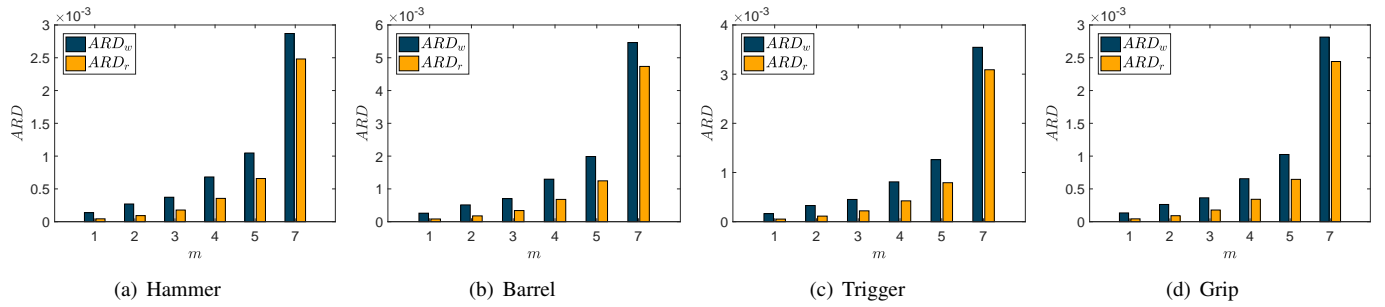 ×10⁻³
3
2.5
2
1.5
1
0.5
0
ARD
ARD_w
ARD_r
1 2 3 4 5 7
m
(a) Hammer
×10⁻³
6
5
4
3
2
1
0
ARD
ARD_w
ARD_r
1 2 3 4 5 7
m
(b) Barrel
×10⁻³
4
3
2
1
0
ARD
ARD_w
ARD_r
1 2 3 4 5 7
m
(c) Trigger
×10⁻³
3
2.5
2
1.5
1
0.5
0
ARD
ARD_w
ARD_r
1 2 3 4 5 7
m
(d) Grip